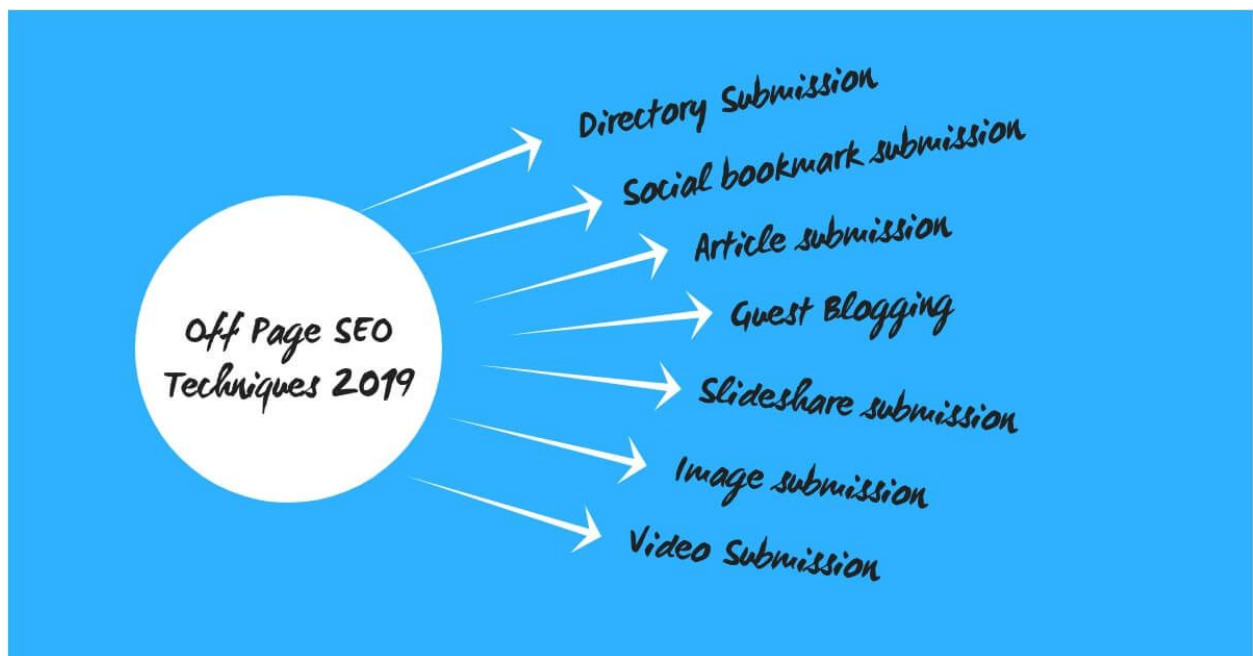 Off Page SEO
Techniques 2019
Directory Submission
Social bookmark submission
Article submission
Guest Blogging
Slideshare submission
Image submission
Video Submission